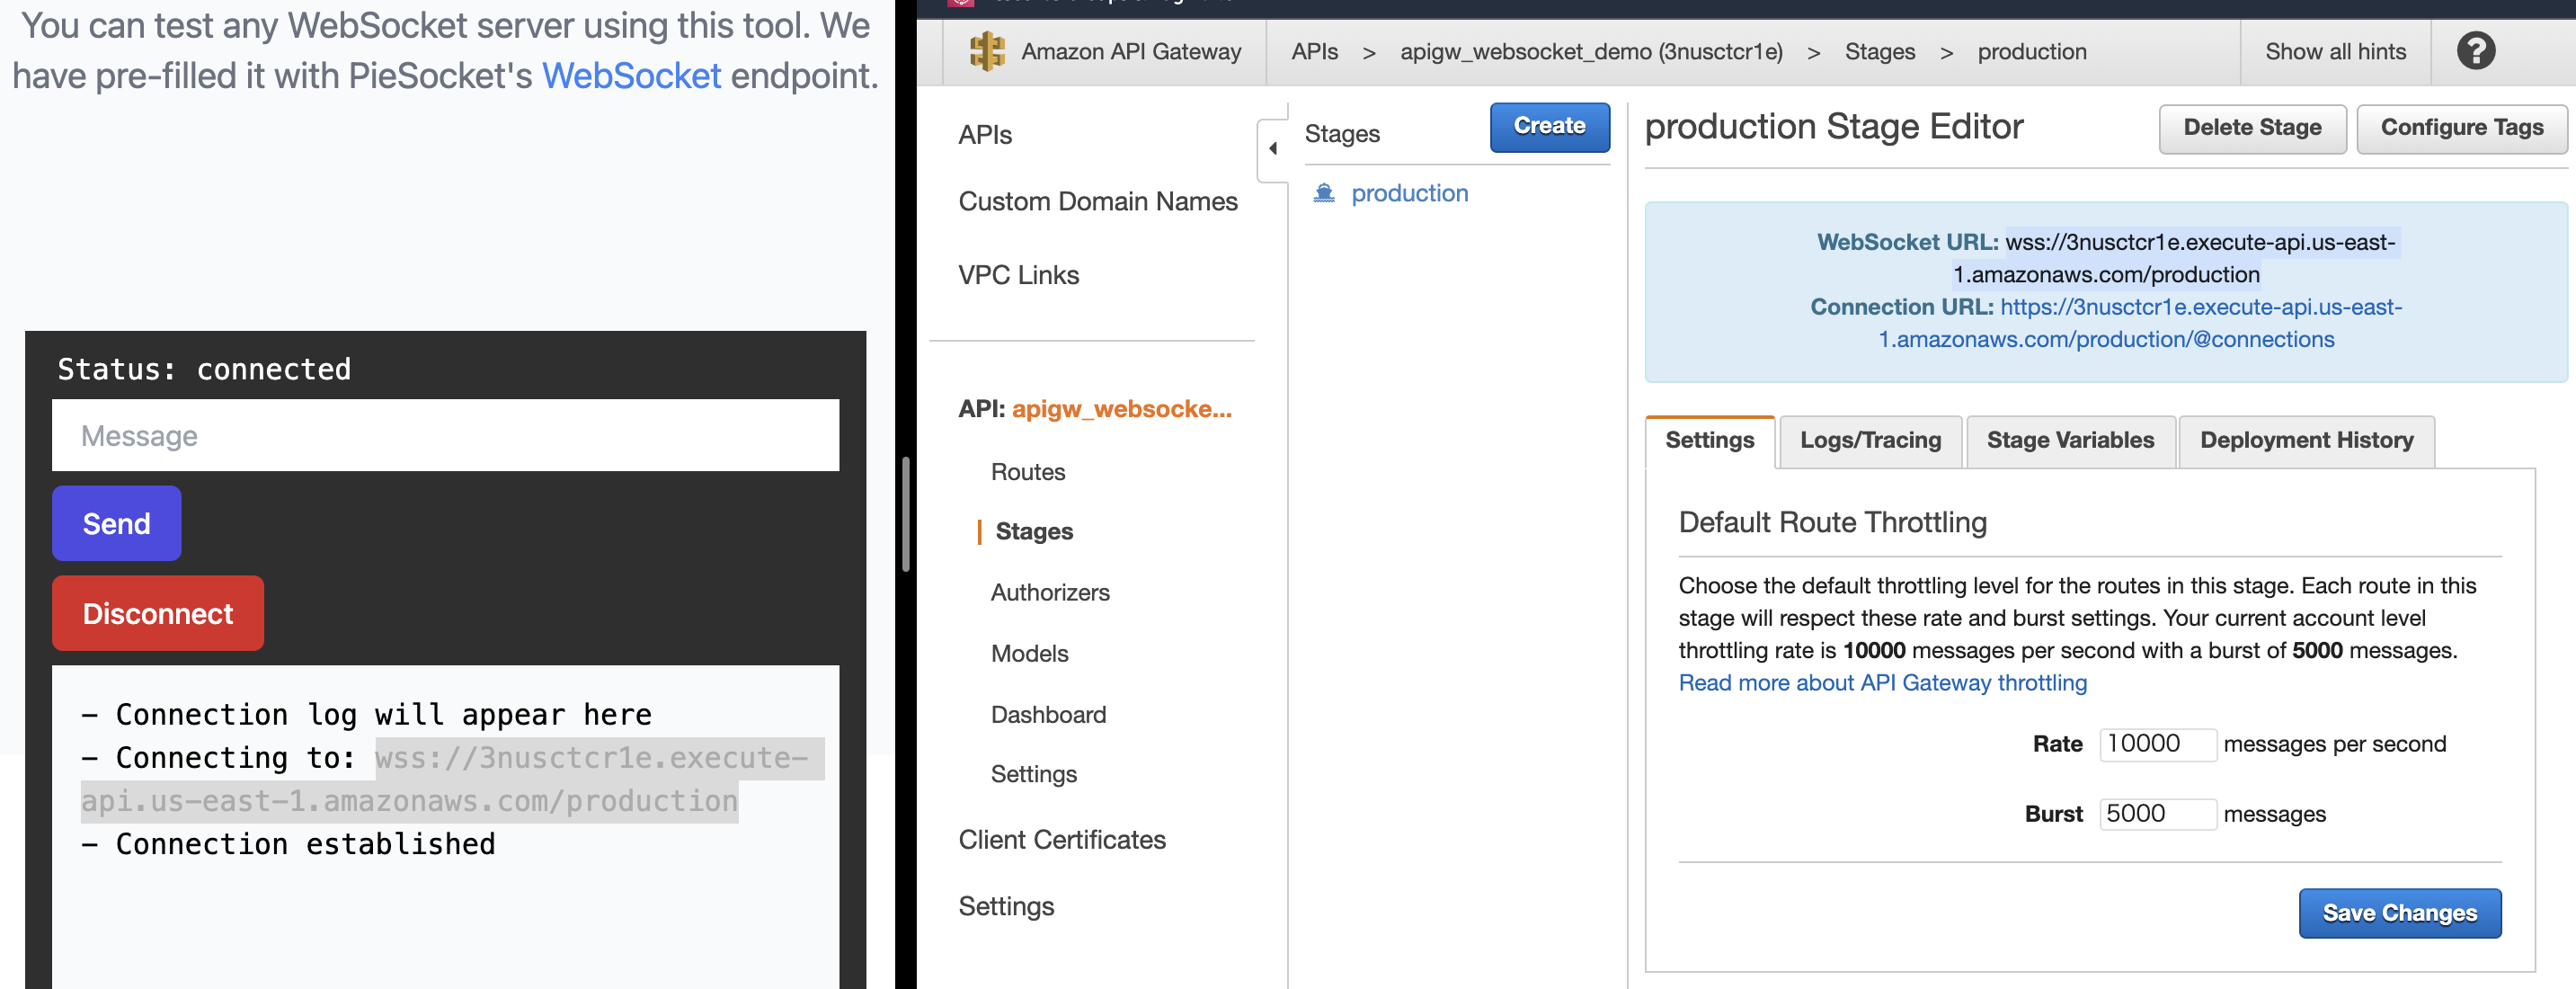 You can test any WebSocket server using this tool. We
have pre-filled it with PieSocket's WebSocket endpoint.
Status: connected
Message
Send
Disconnect
– Connection log will appear here
– Connecting to: wss://3nusctcr1e.execute-
api.us-east-1.amazonaws.com/production
– Connection established
Amazon API Gateway
APIs > apigw_websocket_demo (3nusctcr1e) > Stages > production
Show all hints
?
APIs
Custom Domain Names
VPC Links
API: apigw_websocke...
Routes
Stages
Authorizers
Models
Dashboard
Settings
Client Certificates
Settings
Stages
Create
production
production Stage Editor
Delete Stage
Configure Tags
WebSocket URL: wss://3nusctcr1e.execute-api.us-east-
1.amazonaws.com/production
Connection URL: https://3nusctcr1e.execute-api.us-east-
1.amazonaws.com/production/@connections
Settings
Logs/Tracing
Stage Variables
Deployment History
Default Route Throttling
Choose the default throttling level for the routes in this stage. Each route in this
stage will respect these rate and burst settings. Your current account level
throttling rate is 10000 messages per second with a burst of 5000 messages.
Read more about API Gateway throttling
Rate 10000 messages per second
Burst 5000 messages
Save Changes